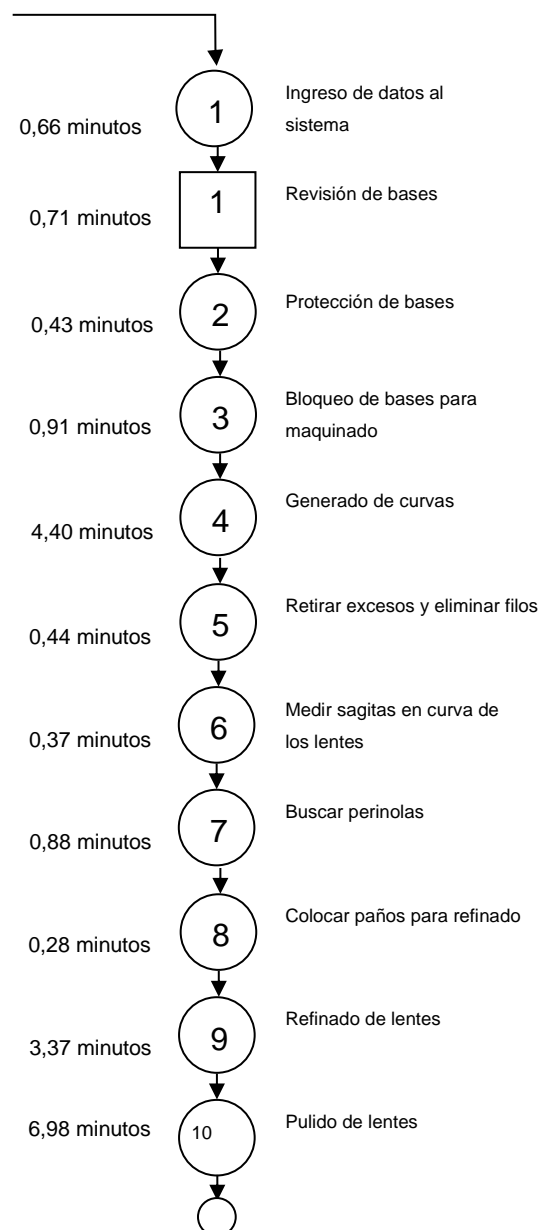 1
Ingreso de datos al
sistema
0,66 minutos
1
Revisión de bases
0,71 minutos
2
Protección de bases
0,43 minutos
3
Bloqueo de bases para
maquinado
0,91 minutos
4
Generado de curvas
4,40 minutos
5
Retirar excesos y eliminar filos
0,44 minutos
6
Medir sagitas en curva de
los lentes
0,37 minutos
7
Buscar perinolas
0,88 minutos
8
Colocar paños para refinado
0,28 minutos
9
Refinado de lentes
3,37 minutos
10
Pulido de lentes
6,98 minutos